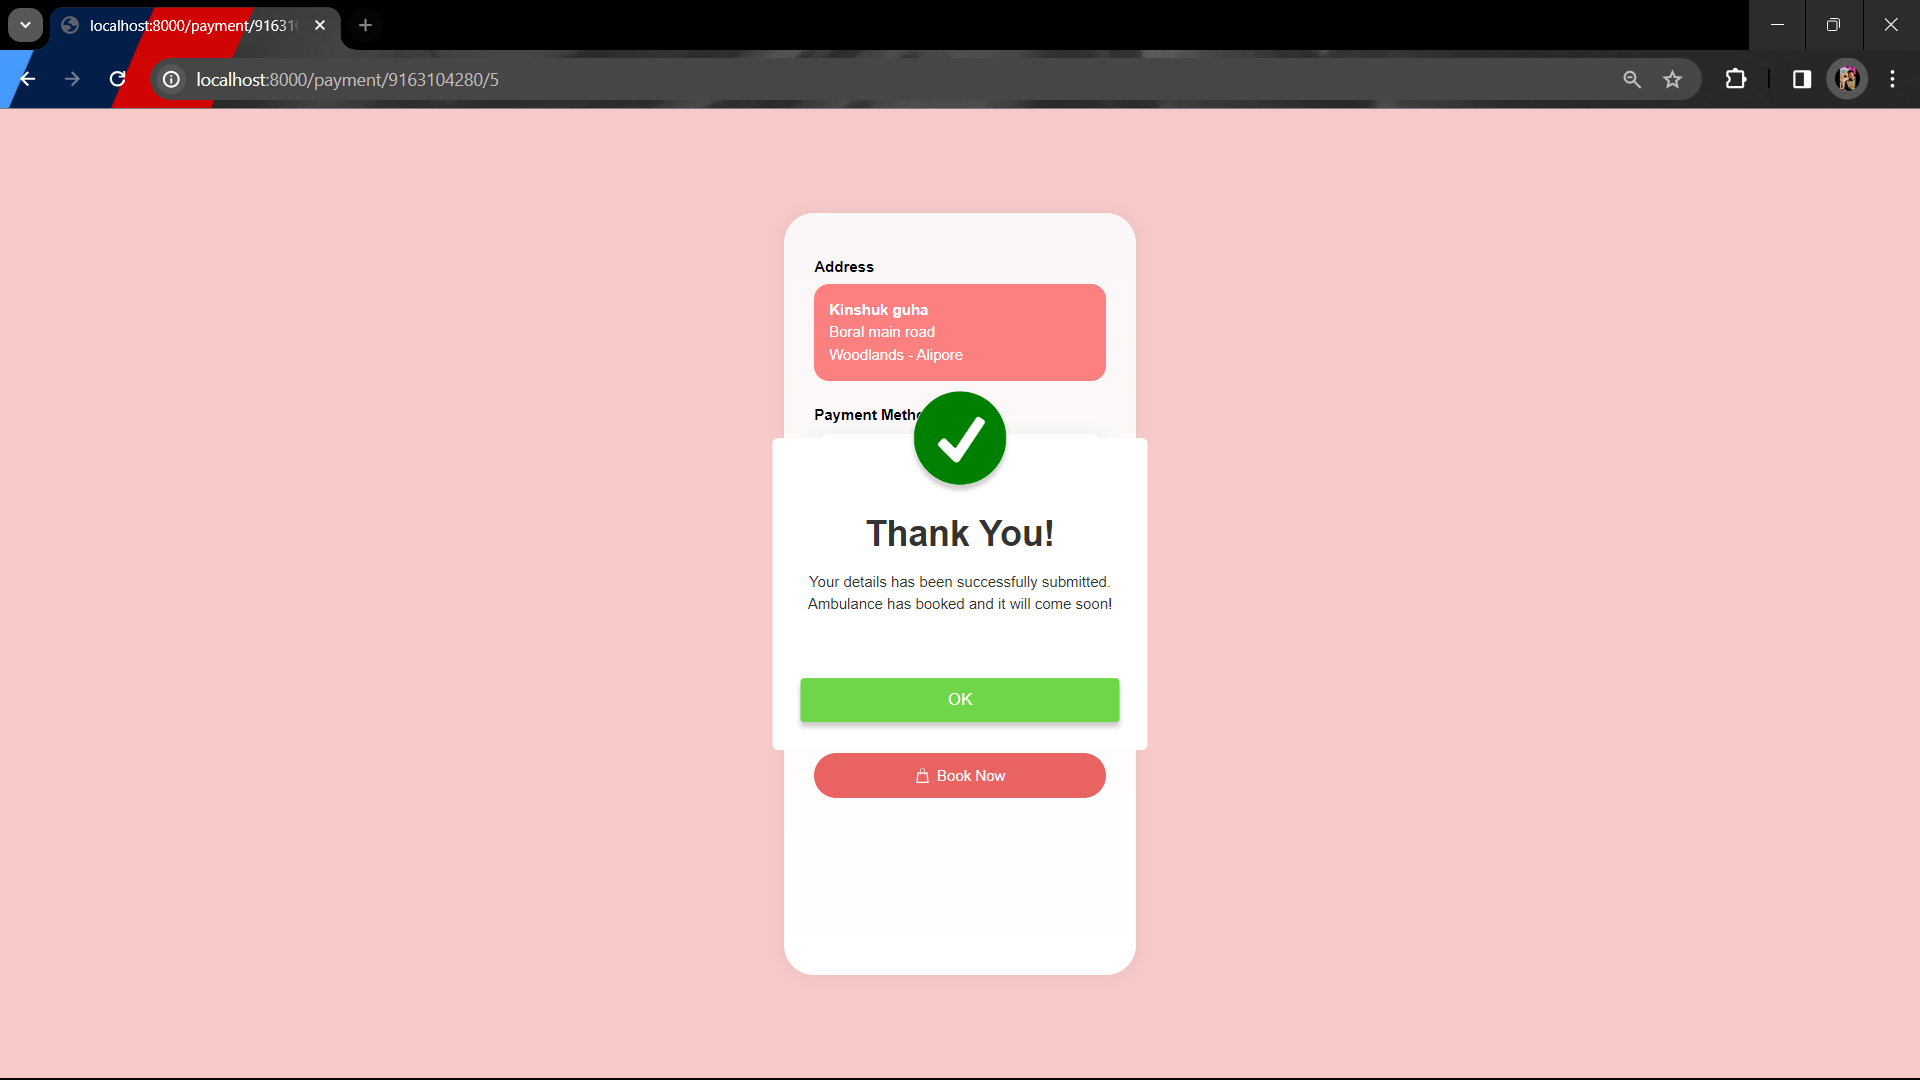 localhost:8000/payment/91631
localhost:8000/payment/9163104280/5
Address
Kinshuk guha
Boral main road
Woodlands - Alipore
Payment Meth
Thank You!
Your details has been successfully submitted.
Ambulance has booked and it will come soon!
OK
Book Now